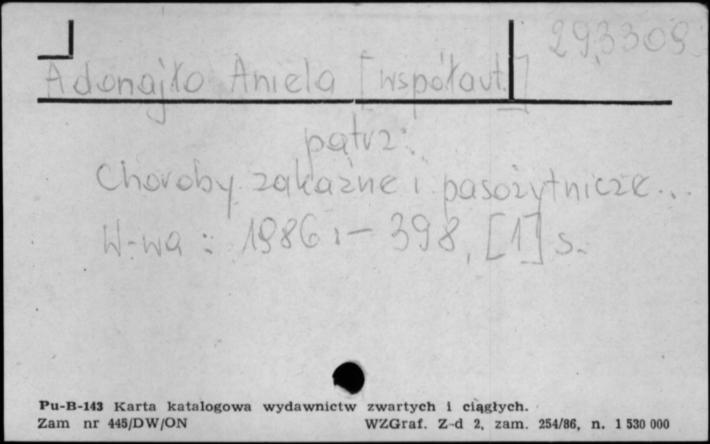 293309
Adonajło Aniela [współaut.]
patrz:
Choroby zakaźne i pasożytnicze...
W-wa : 1986.- 398, [1] s.
Pu-B-143 Karta katalogowa wydawnictw zwartych i ciągłych.
Zam nr 445/DW/ON WZGraf. Z-d 2, zam. 254/86, n. 1 530 000